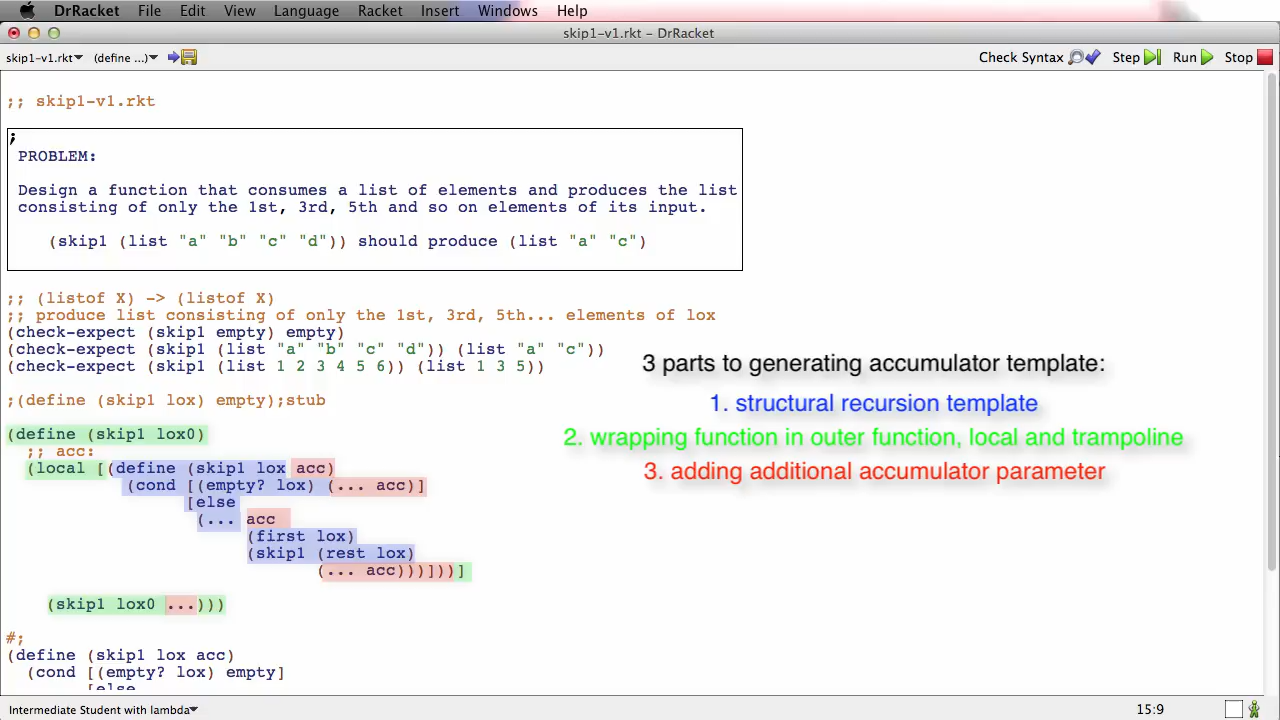 DrRacket File Edit View Language Racket Insert Windows Help
skip1-v1.rkt – DrRacket
skip1-v1.rkt (define ...) Check Syntax Step Run Stop
;; skip1-v1.rkt
;
PROBLEM:
Design a function that consumes a list of elements and produces the list
consisting of only the 1st, 3rd, 5th and so on elements of its input.
(skip1 (list "a" "b" "c" "d")) should produce (list "a" "c")
;; (listof X) -> (listof X)
;; produce list consisting of only the 1st, 3rd, 5th... elements of lox
(check-expect (skip1 empty) empty)
(check-expect (skip1 (list "a" "b" "c" "d")) (list "a" "c"))
(check-expect (skip1 (list 1 2 3 4 5 6)) (list 1 3 5))
3 parts to generating accumulator template:
1. structural recursion template
2. wrapping function in outer function, local and trampoline
3. adding additional accumulator parameter
;(define (skip1 lox) empty);stub
(define (skip1 lox0)
;; acc:
(local [(define (skip1 lox acc)
(cond [(empty? lox) (... acc)]
[else
(... acc
(first lox)
(skip1 (rest lox)
(... acc)))]))]
(skip1 lox0 ...)))
#;
(define (skip1 lox acc)
(cond [(empty? lox) empty]
[else
Intermediate Student with lambda 15:9